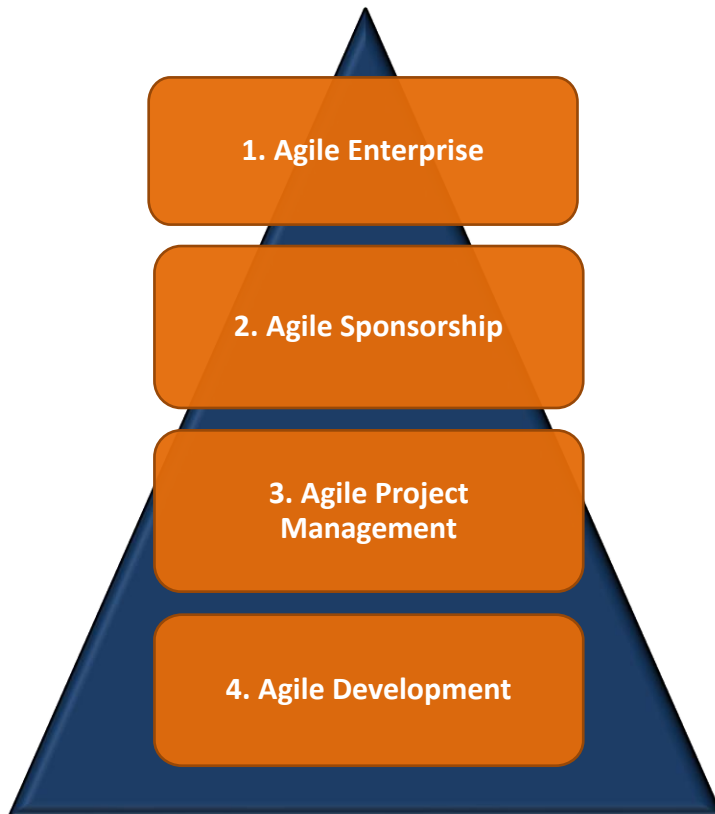 1. Agile Enterprise
2. Agile Sponsorship
3. Agile Project
Management
4. Agile Development